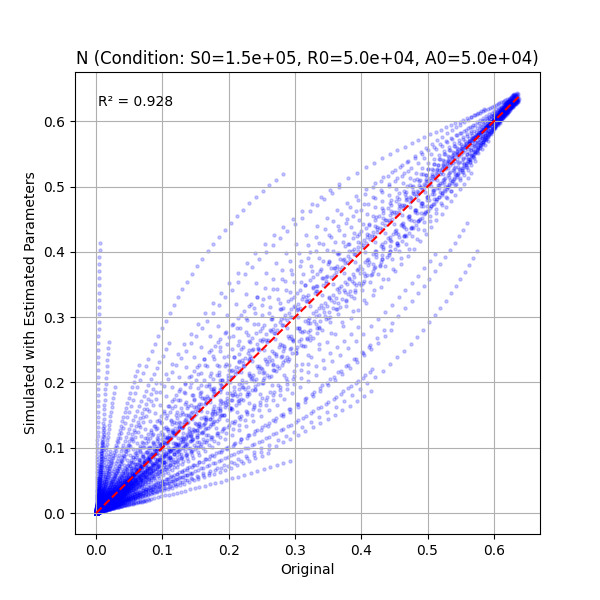 N (Condition: S0=1.5e+05, R0=5.0e+04, A0=5.0e+04)
R² = 0.928
0.6
0.5
0.4
0.3
0.2
0.1
0.0
Simulated with Estimated Parameters
0.0 0.1 0.2 0.3 0.4 0.5 0.6
Original